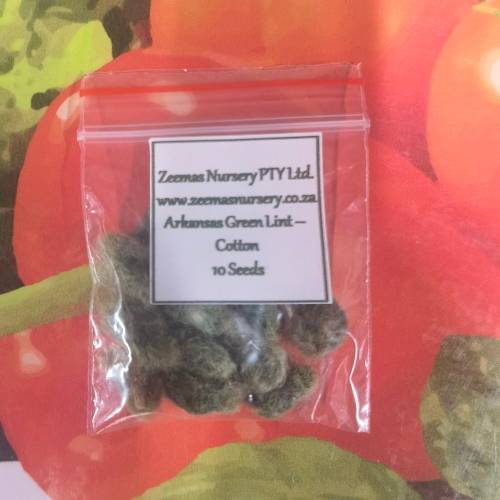 Zeemas Nursery PTY Ltd.
www.zeemasnursery.co.za
Arkansas Green Lint –
Cotton
10 Seeds